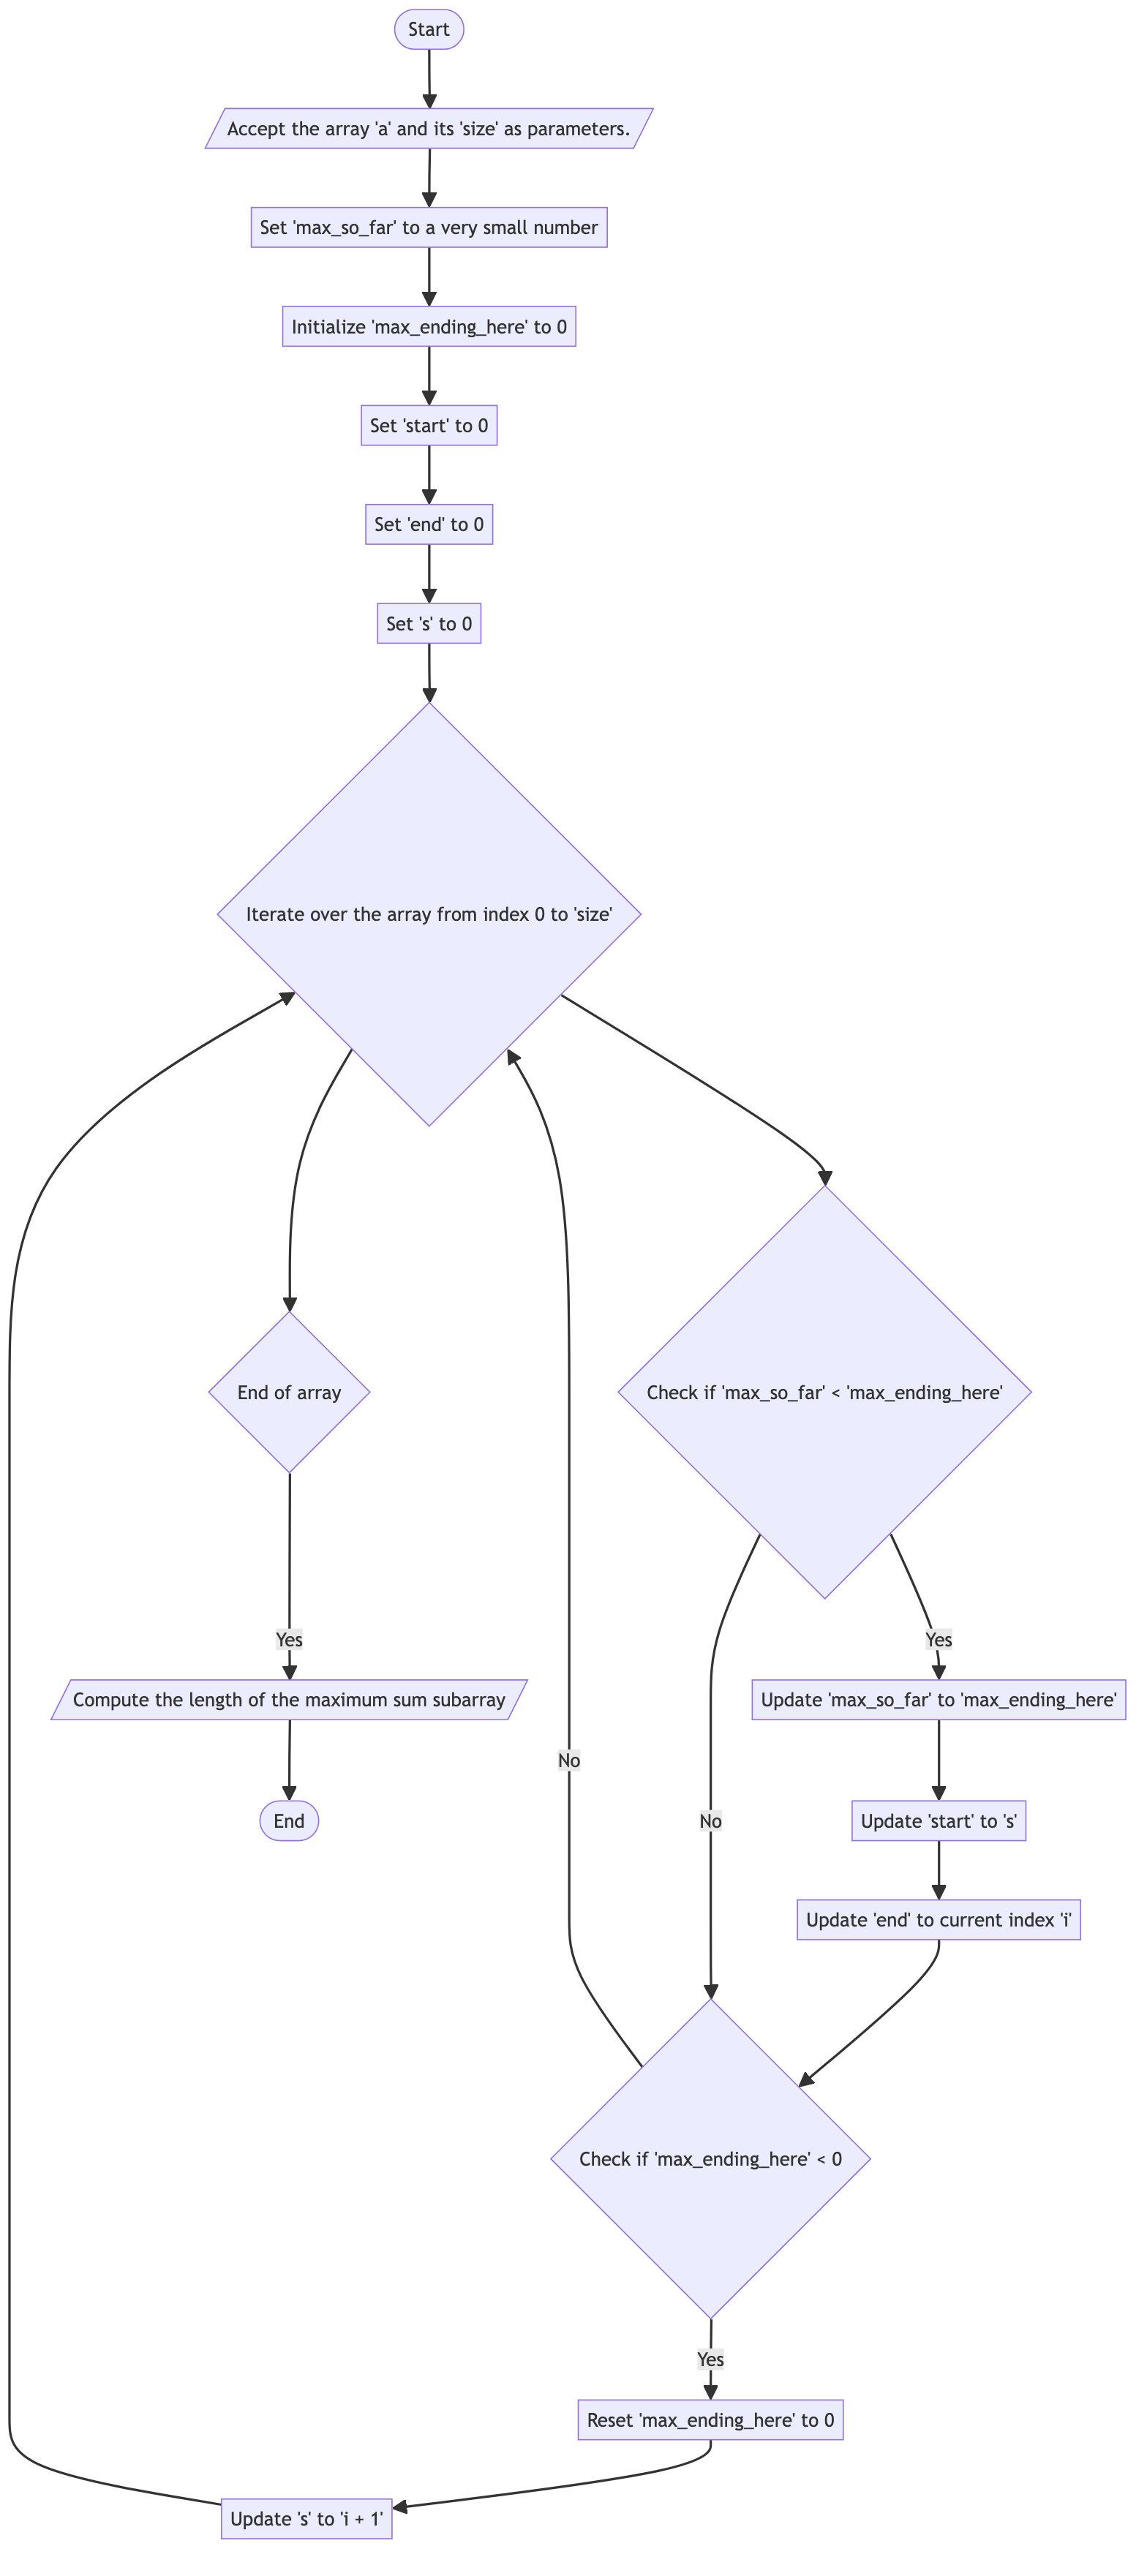 Start
Accept the array 'a' and its 'size' as parameters.
Set 'max_so_far' to a very small number
Initialize 'max_ending_here' to 0
Set 'start' to 0
Set 'end' to 0
Set 's' to 0
Iterate over the array from index 0 to 'size'
End of array
Check if 'max_so_far' < 'max_ending_here'
Yes
Yes
Compute the length of the maximum sum subarray
Update 'max_so_far' to 'max_ending_here'
No
No
End
Update 'start' to 's'
Update 'end' to current index 'i'
Check if 'max_ending_here' < 0
Yes
Reset 'max_ending_here' to 0
Update 's' to 'i + 1'